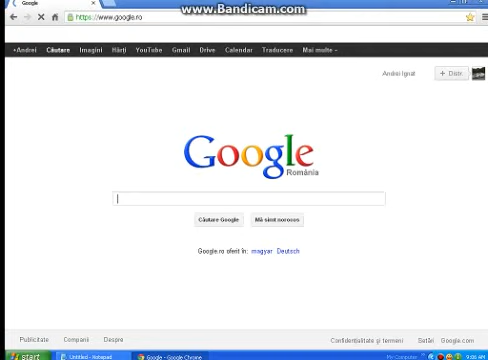 www.Bandicam.com
Google
https://www.google.ro
+Andrei Căutare Imagini Hărți YouTube Gmail Drive Calendar Traducere Mai multe
Andrei Ignat + Distr
Google
România
Căutare Google Mă simt norocos
Google.ro oferit în: magyar Deutsch
Publicitate Companii Despre Confidențialitate și termeni Setări Google.com
start Untitled - Notepad Google - Google Chrome My Computer